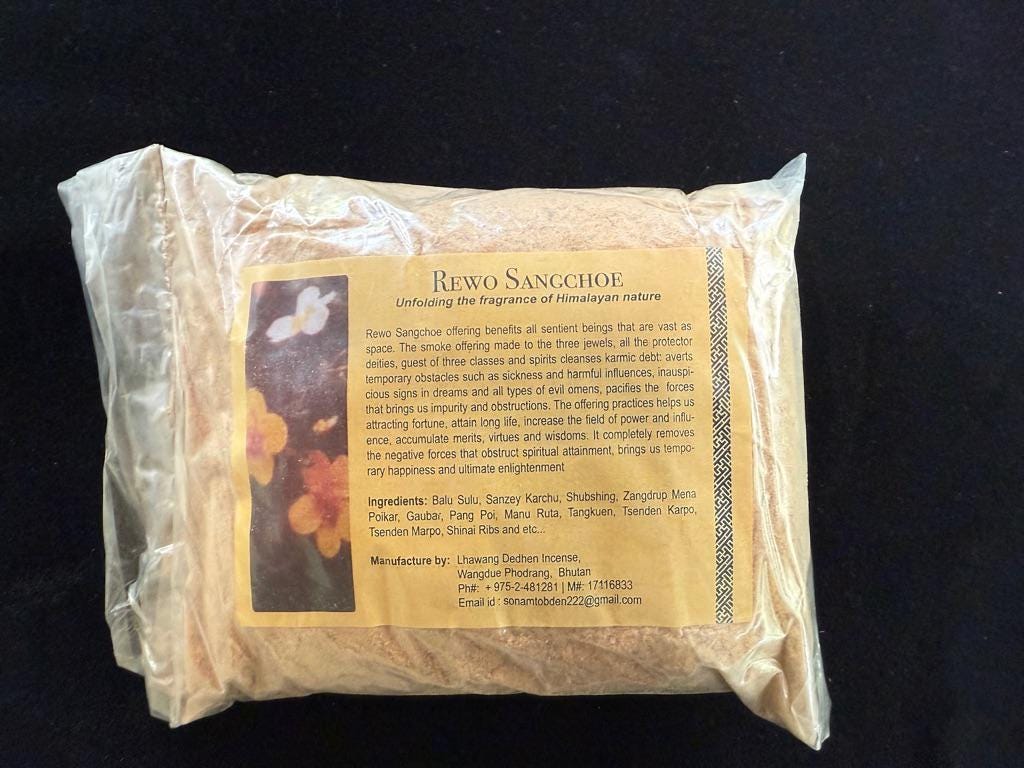 REWO SANGCHOE
Unfolding the fragrance of Himalayan nature
Rewo Sangchoe offering benefits all sentient beings that are vast as
space. The smoke offering made to the three jewels, all the protector
deities, guest of three classes and spirits cleanses karmic debt: averts
temporary obstacles such as sickness and harmful influences, inauspi-
cious signs in dreams and all types of evil omens, pacifies the forces
that brings us impurity and obstructions. The offering practices helps us
attracting fortune, attain long life, increase the field of power and influ-
ence, accumulate merits, virtues and wisdoms. It completely removes
the negative forces that obstruct spiritual attainment, brings us tempo-
rary happiness and ultimate enlightenment
Ingredients: Balu Sulu, Sanzey Karchu, Shubshing, Zangdrup Mena
Poikar, Gaubar, Pang Poi, Manu Ruta, Tangkuen, Tsenden Karpo,
Tsenden Marpo, Shinai Ribs and etc...
Manufacture by: Lhawang Dedhen Incense,
Wangdue Phodrang, Bhutan
Ph#: + 975-2-481281 | M#: 17116833
Email id : sonamtobden222@gmail.com